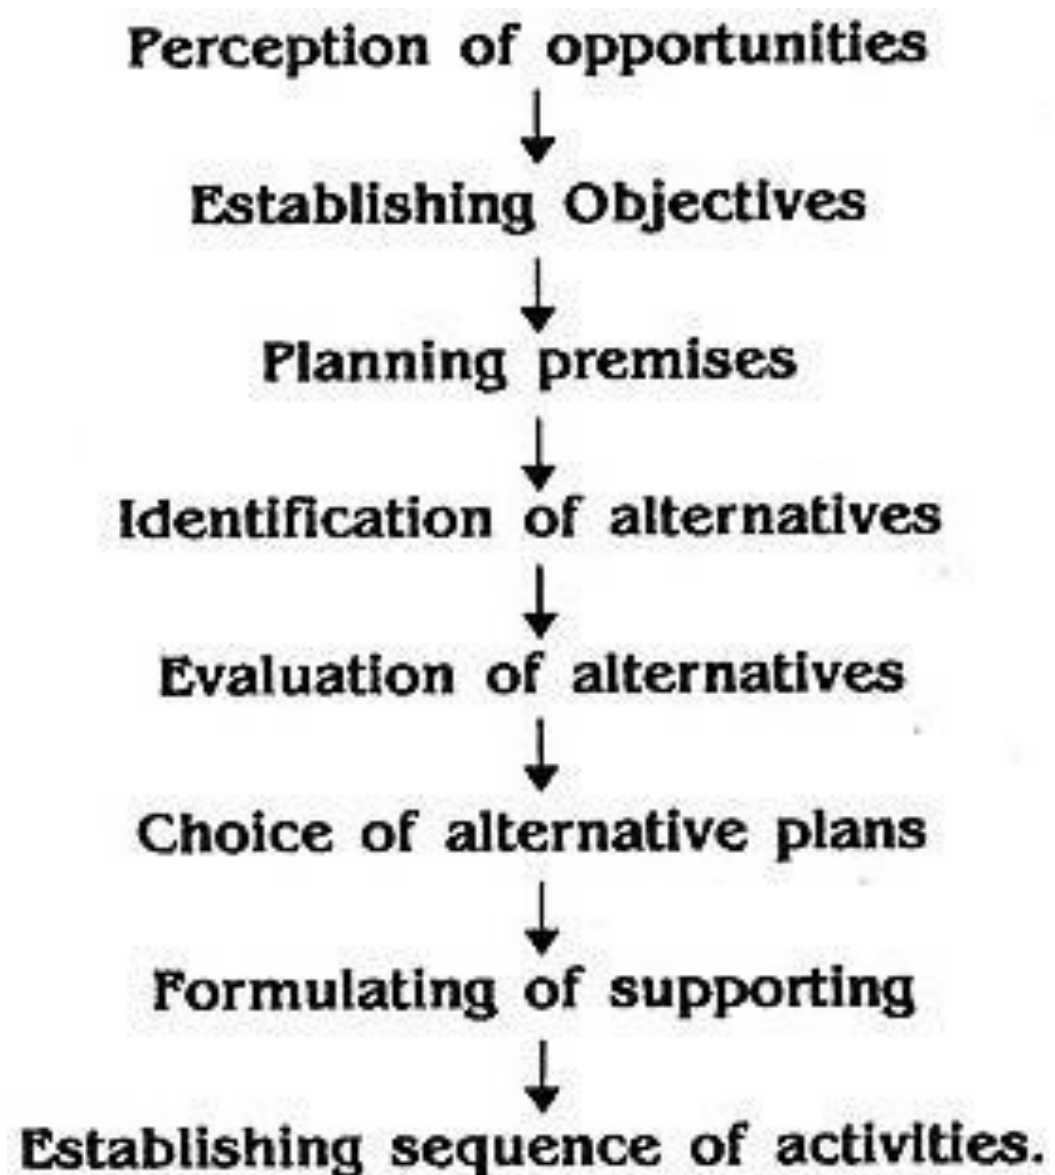 Perception of opportunities
Establishing Objectives
Planning premises
Identification of alternatives
Evaluation of alternatives
Choice of alternative plans
Formulating of supporting
Establishing sequence of activities.